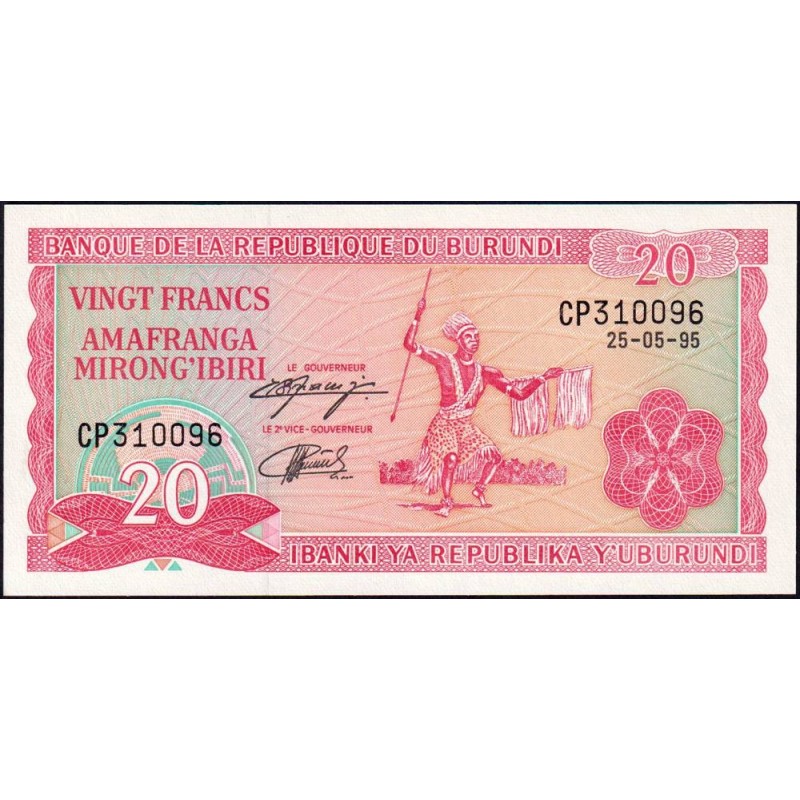 BANQUE DE LA REPUBLIQUE DU BURUNDI
20
VINGT FRANCS
AMAFRANGA
MIRONG'IBIRI
CP310096
25-05-95
LE GOUVERNEUR
LE 2e VICE-GOUVERNEUR
CP310096
20
IBANKI YA REPUBLIKA Y'UBURUNDI